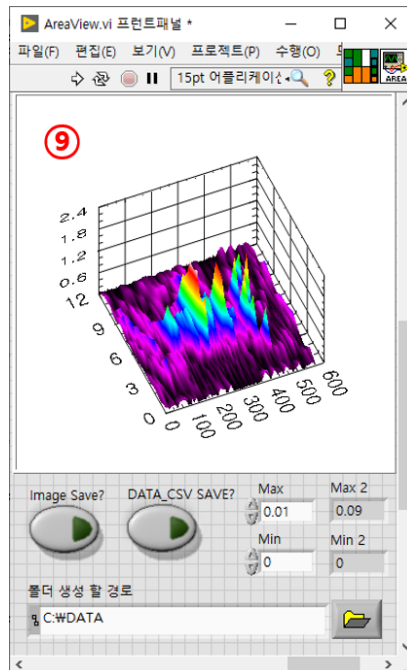 AreaView.vi 프런트패널 *
파일(F) 편집(E) 보기(V) 프로젝트(P) 수행(O)
15pt 어플리케이션
AREA
⑨
2.4
1.8
1.2
0.6
12
9
6
3
0
0 100 200 300 400 500 600
Image Save? DATA_CSV SAVE? Max Max 2
0.01 0.09
Min Min 2
0 0
폴더 생성 할 경로
C:₩DATA